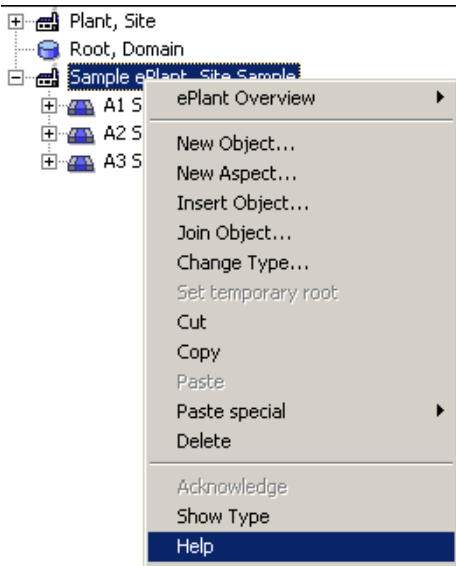 Plant, Site
Root, Domain
Sample ePlant, Site Sample
A1 S
A2 S
A3 S
ePlant Overview
New Object...
New Aspect...
Insert Object...
Join Object...
Change Type...
Set temporary root
Cut
Copy
Paste
Paste special
Delete
Acknowledge
Show Type
Help